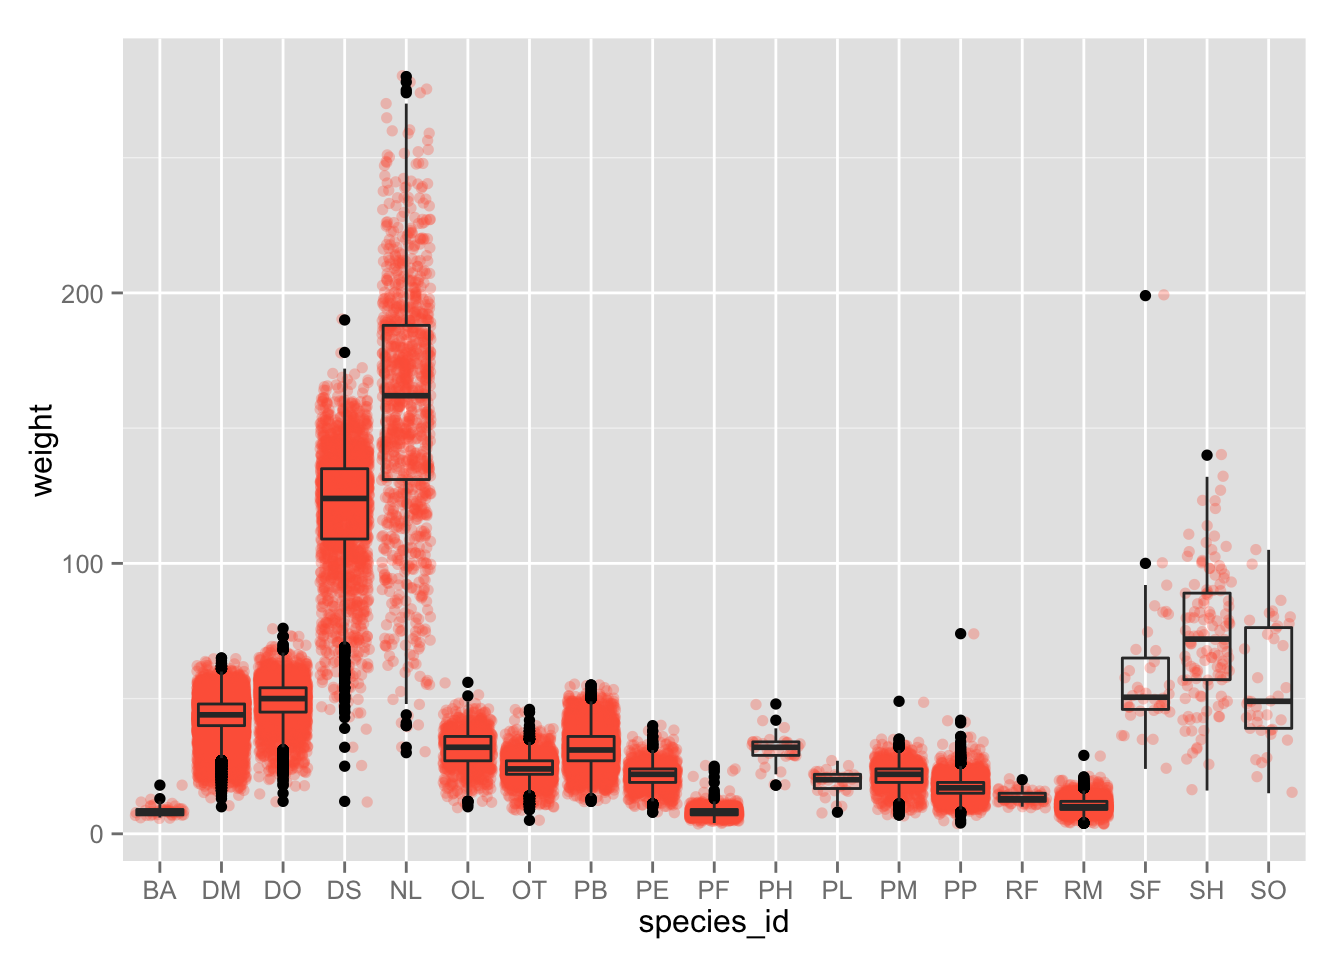 weight
200
100
0
BA DM DO DS NL OL OT PB PE PF PH PL PM PP RF RM SF SH SO
species_id